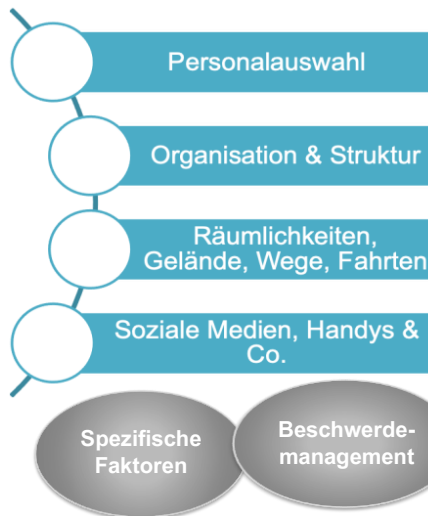 Personalauswahl
Organisation & Struktur
Räumlichkeiten,
Gelände, Wege, Fahrten
Soziale Medien, Handys &
Co.
Spezifische
Faktoren
Beschwerde-
management